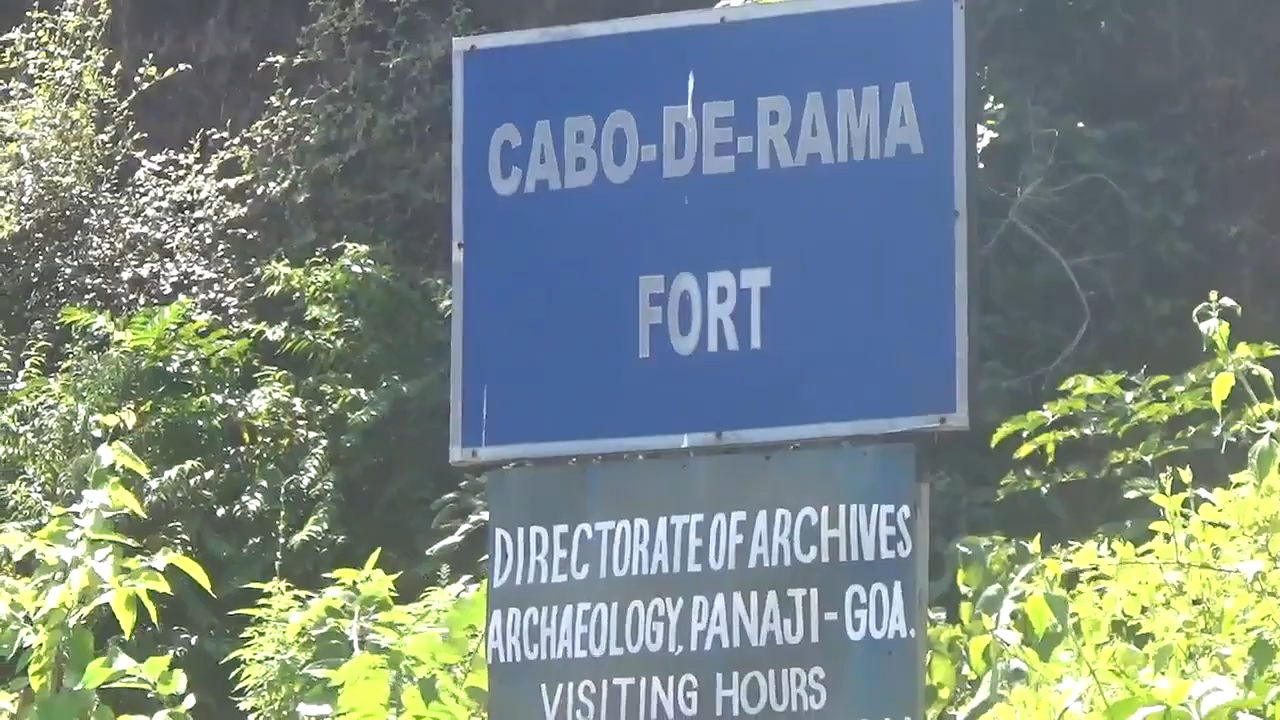 CABO-DE-RAMA
FORT
DIRECTORATE OF ARCHIVES
ARCHAEOLOGY, PANAJI-GOA.
VISITING HOURS